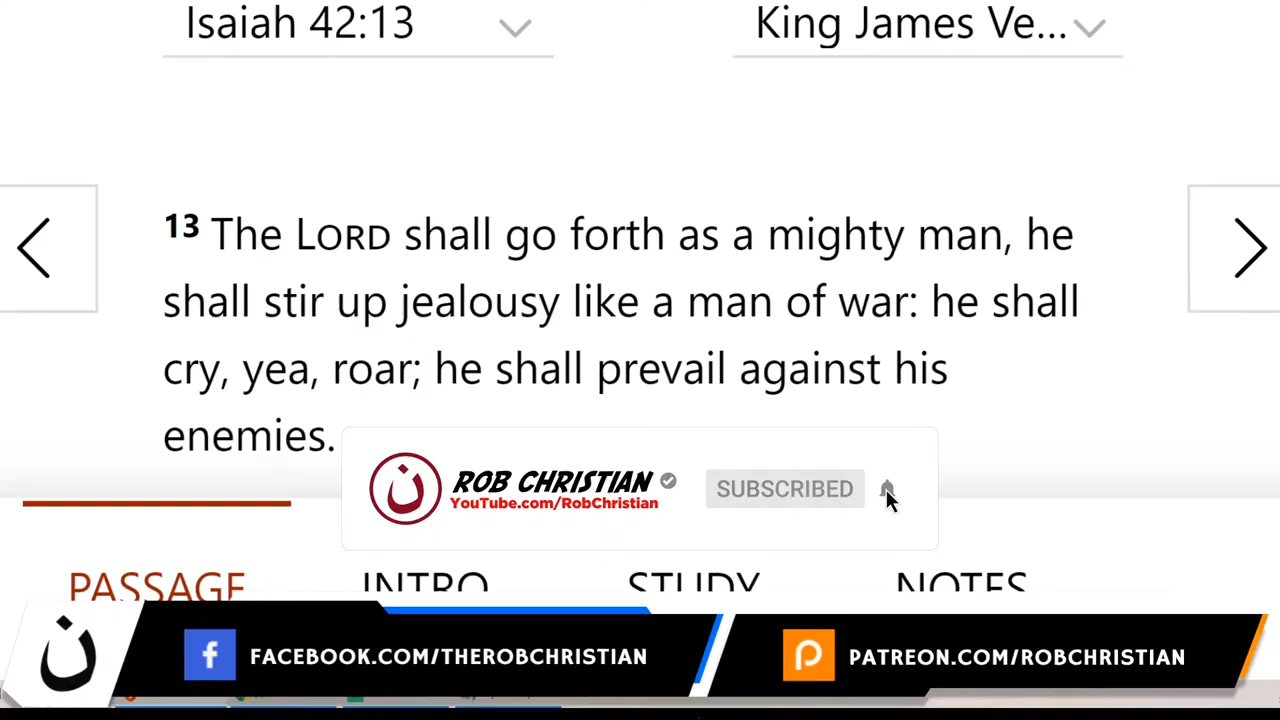 Isaiah 42:13
King James Ve...
13 The LORD shall go forth as a mighty man, he
shall stir up jealousy like a man of war: he shall
cry, yea, roar; he shall prevail against his
enemies.
ن ROB CHRISTIAN
YouTube.com/RobChristian
SUBSCRIBED
PASSAGE
INTRO
STUDY
NOTES
ن
f FACEBOOK.COM/THEROBCHRISTIAN
PATREON.COM/ROBCHRISTIAN